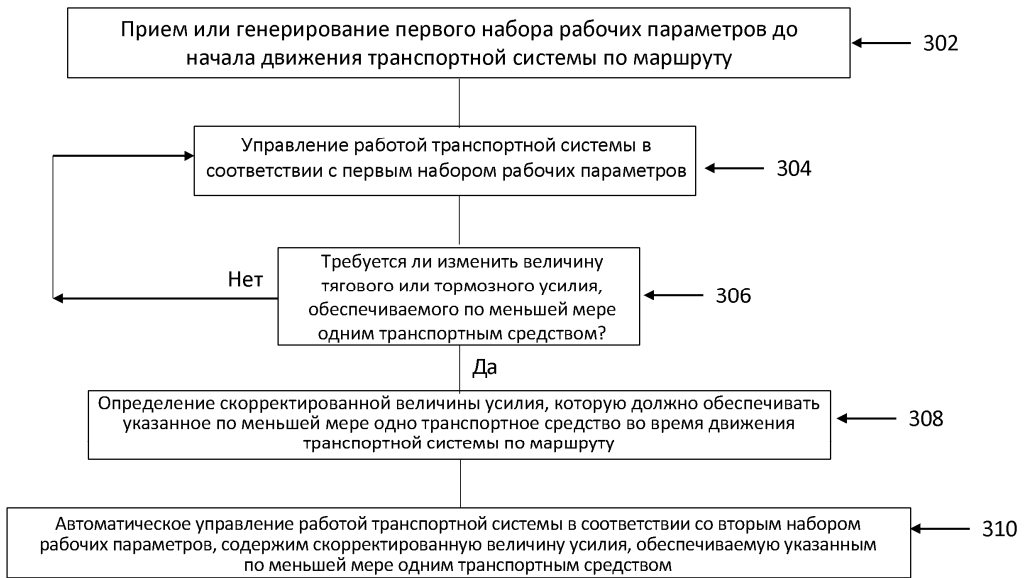 Прием или генерирование первого набора рабочих параметров до
начала движения транспортной системы по маршруту
302
Управление работой транспортной системы в
соответствии с первым набором рабочих параметров
304
Требуется ли изменить величину
тягового или тормозного усилия,
обеспечиваемого по меньшей мере
одним транспортным средством?
306
Нет
Да
Определение скорректированной величины усилия, которую должно обеспечивать
указанное по меньшей мере одно транспортное средство во время движения
транспортной системы по маршруту
308
Автоматическое управление работой транспортной системы в соответствии со вторым набором
рабочих параметров, содержим скорректированную величину усилия, обеспечиваемую указанным
по меньшей мере одним транспортным средством
310